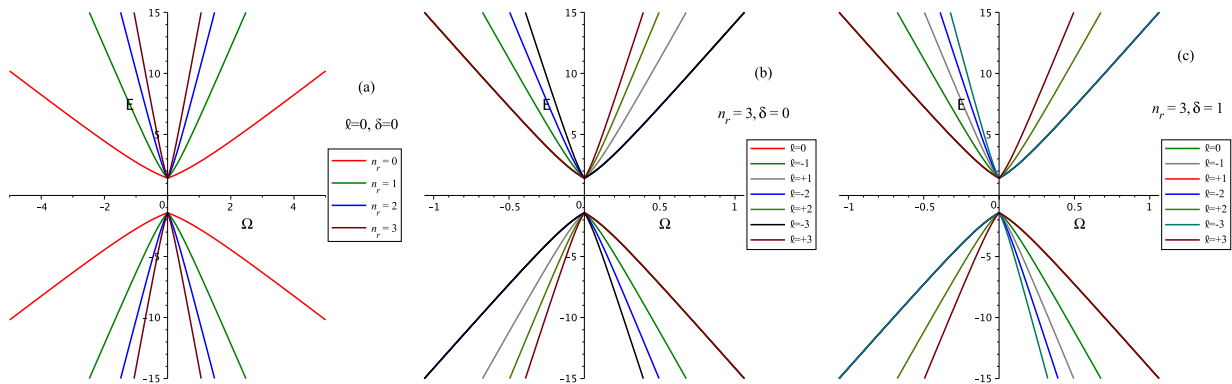 15
10
5
0
-5
-10
-15
−4
−2
2
4
E
Ω
(a)
ℓ=0, δ=0
n_r = 0
n_r = 1
n_r = 2
n_r = 3
15
10
5
0
-5
-10
-15
-1
-0.5
0.5
1
E
Ω
(b)
n_r = 3, δ = 0
ℓ=0
ℓ=-1
ℓ=+1
ℓ=-2
ℓ=+2
ℓ=-3
ℓ=+3
15
10
5
0
-5
-10
-15
-1
-0.5
0.5
1
E
Ω
(c)
n_r = 3, δ = 1
ℓ=0
ℓ=-1
ℓ=+1
ℓ=-2
ℓ=+2
ℓ=-3
ℓ=+3